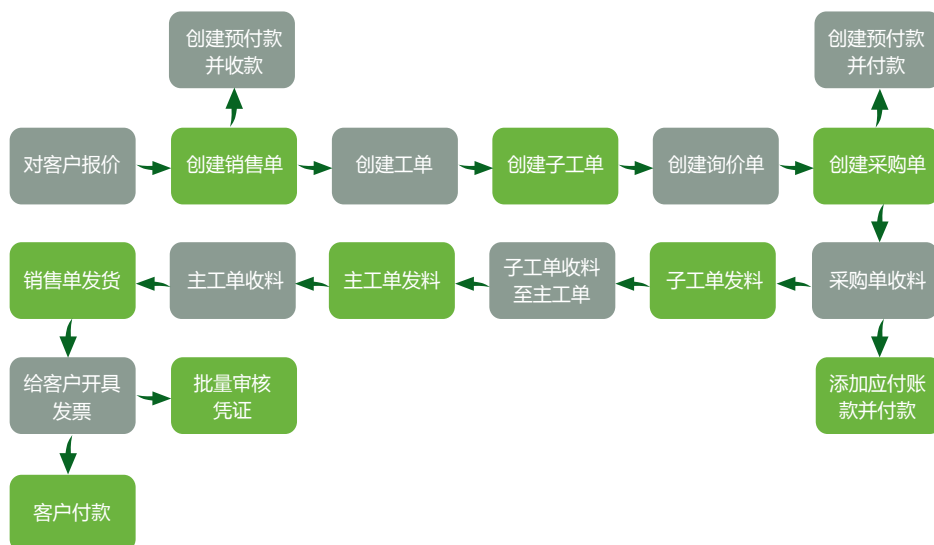 创建预付款
并收款
创建预付款
并付款
对客户报价
创建销售单
创建工单
创建子工单
创建询价单
创建采购单
销售单发货
主工单收料
主工单发料
子工单收料
至主工单
子工单发料
采购单收料
给客户开具
发票
批量审核
凭证
添加应付账
款并付款
客户付款